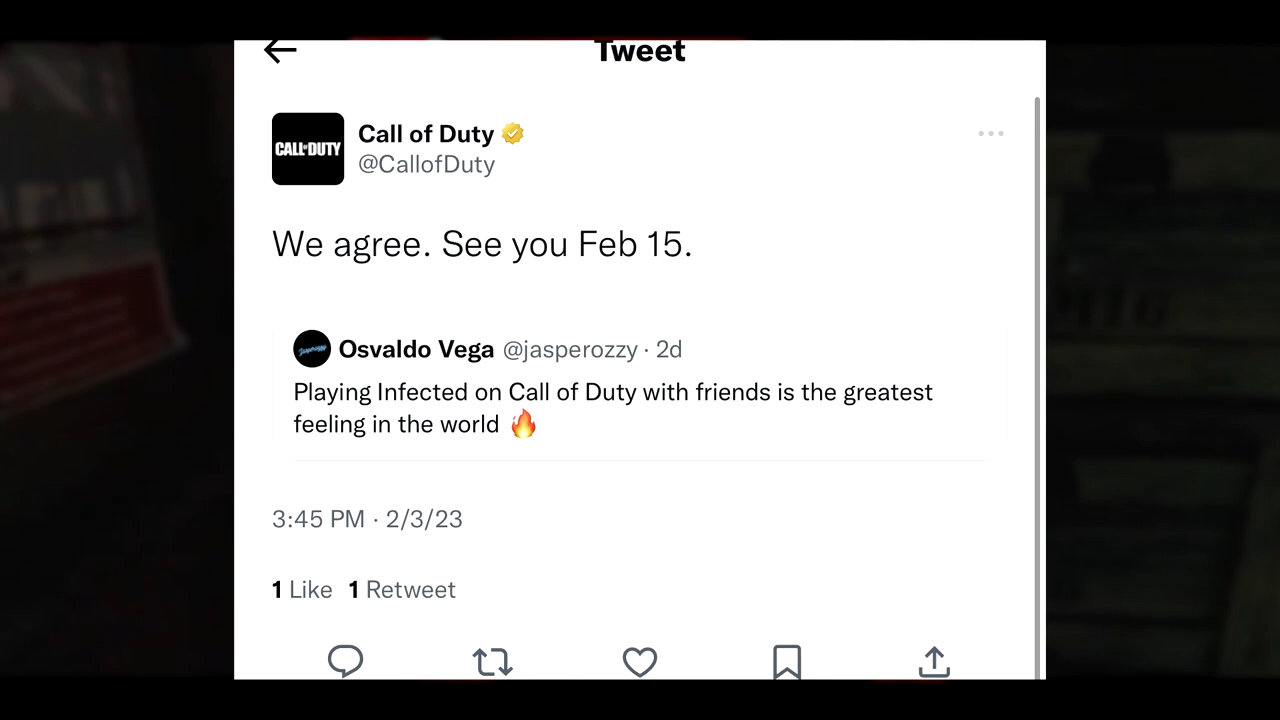 Tweet
CALL OF DUTY
Call of Duty
@CallofDuty
We agree. See you Feb 15.
Osvaldo Vega @jasperozzy · 2d
Playing Infected on Call of Duty with friends is the greatest
feeling in the world 🔥
3:45 PM · 2/3/23
1 Like 1 Retweet